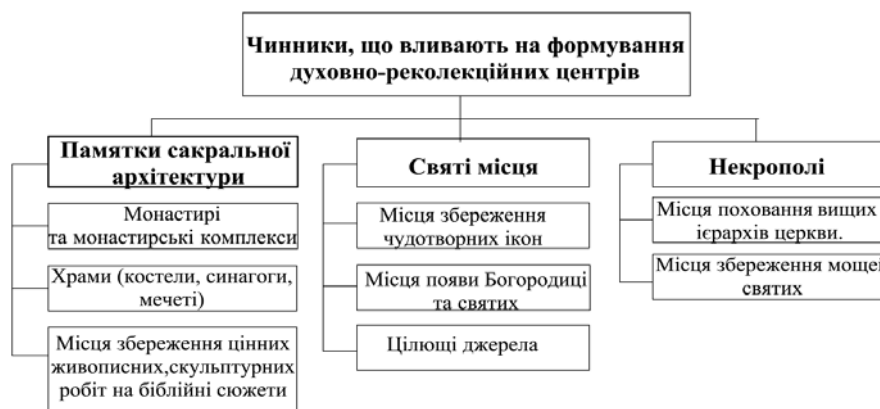 Чинники, що вливають на формування
духовно-реколекційних центрів
Памятки сакральної
архітектури
Монастирі
та монастирські комплекси
Храми (костели, синагоги,
мечеті)
Місця збереження цінних
живописних,скульптурних
робіт на біблійні сюжети
Святі місця
Місця збереження
чудотворних ікон
Місця появи Богородиці
та святих
Цілющі джерела
Некрополі
Місця поховання вищих
ієрархів церкви.
Місця збереження мощей
святих